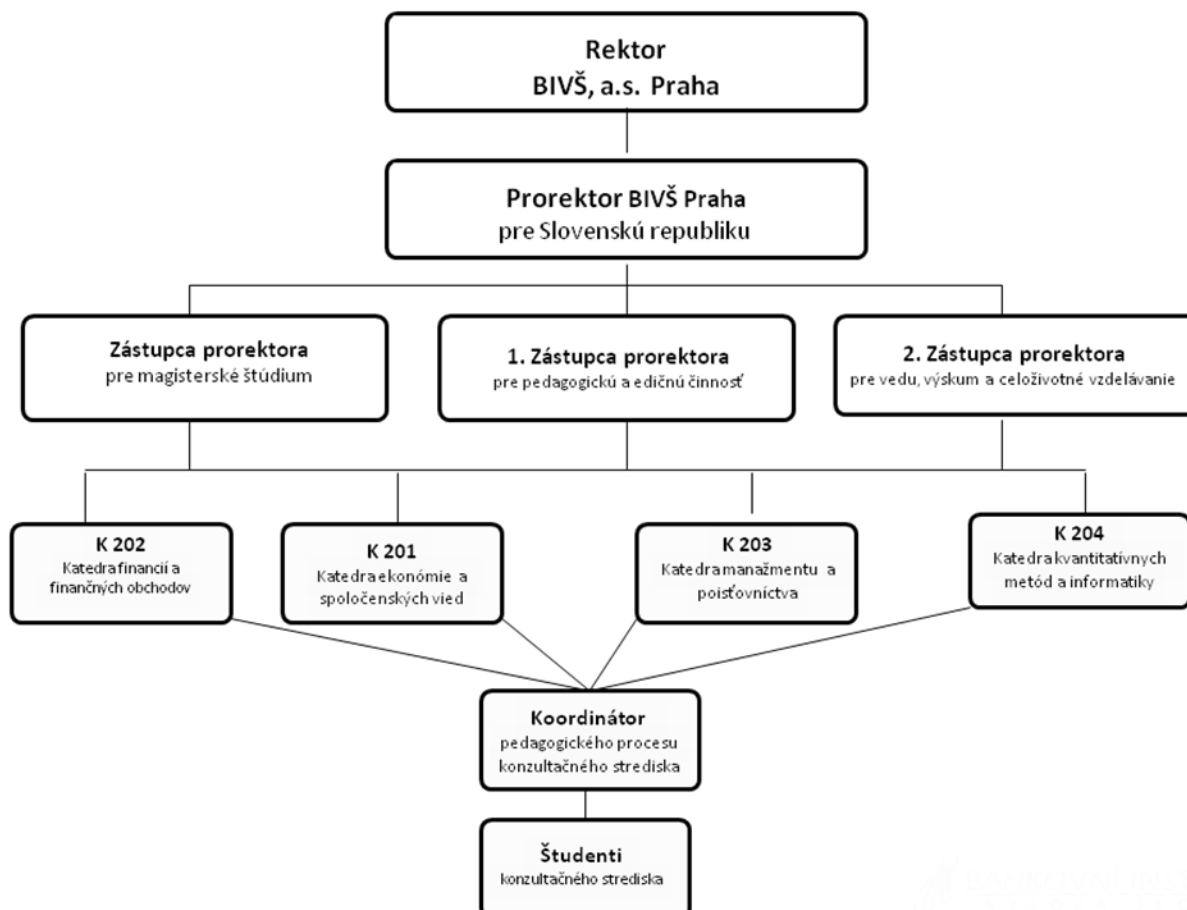 Rektor
BIVŠ, a.s. Praha
Prorektor BIVŠ Praha
pre Slovenskú republiku
Zástupca prorektora
pre magisterské štúdium
1. Zástupca prorektora
pre pedagogickú a edičnú činnosť
2. Zástupca prorektora
pre vedu, výskum a celoživotné vzdelávanie
K 202
Katedra financií a
finančných obchodov
K 201
Katedra ekonómie a
spoločenských vied
K 203
Katedra manažmentu a
poisťovníctva
K 204
Katedra kvantitatívnych
metód a informatiky
Koordinátor
pedagogického procesu
konzultačného strediska
Študenti
konzultačného strediska